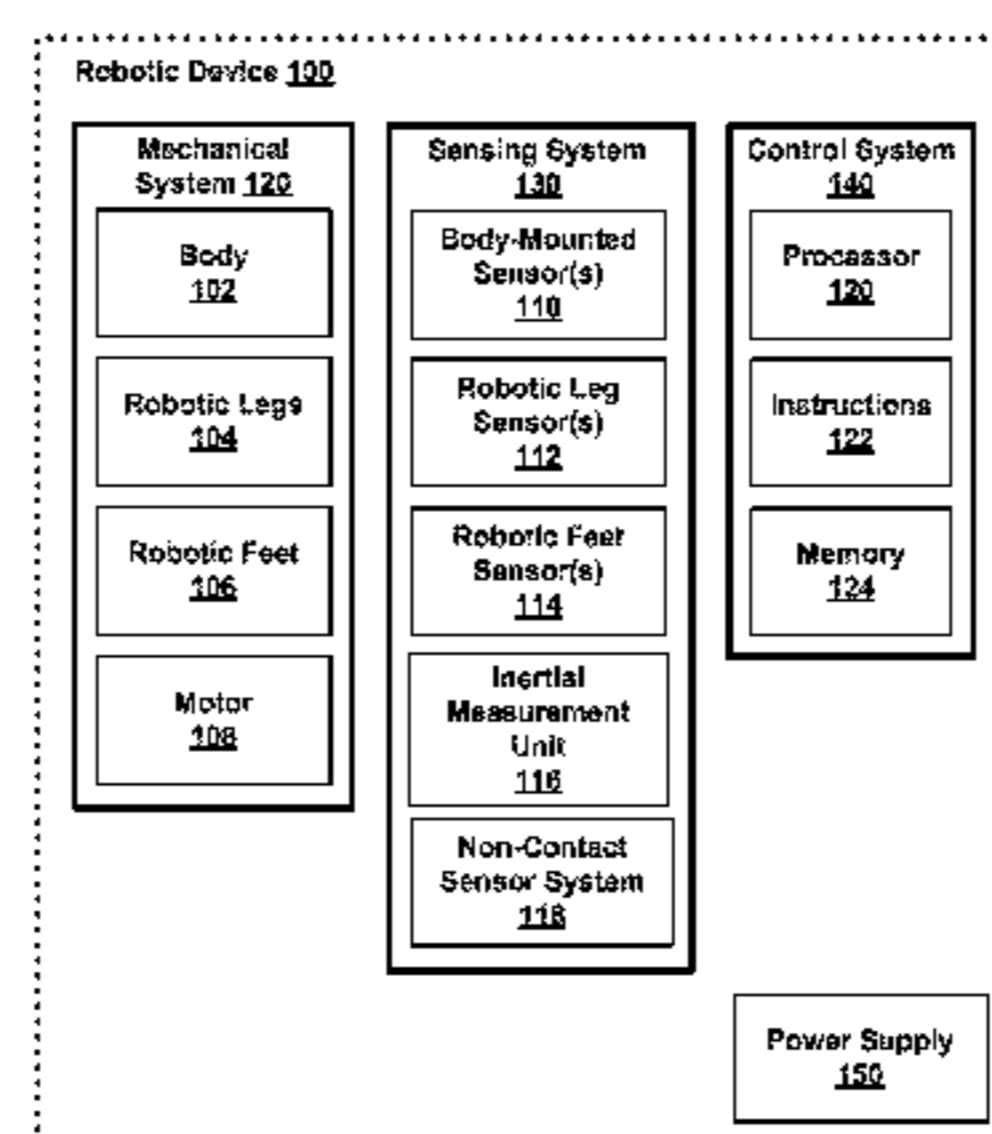 Robotic Device 100
Mechanical
System 120
Body
102
Robotic Legs
104
Robotic Feet
106
Motor
108
Sensing System
130
Body-Mounted
Sensor(s)
110
Robotic Leg
Sensor(s)
112
Robotic Feet
Sensor(s)
114
Inertial
Measurement
Unit
116
Non-Contact
Sensor System
118
Control System
140
Processor
120
Instructions
122
Memory
124
Power Supply
150